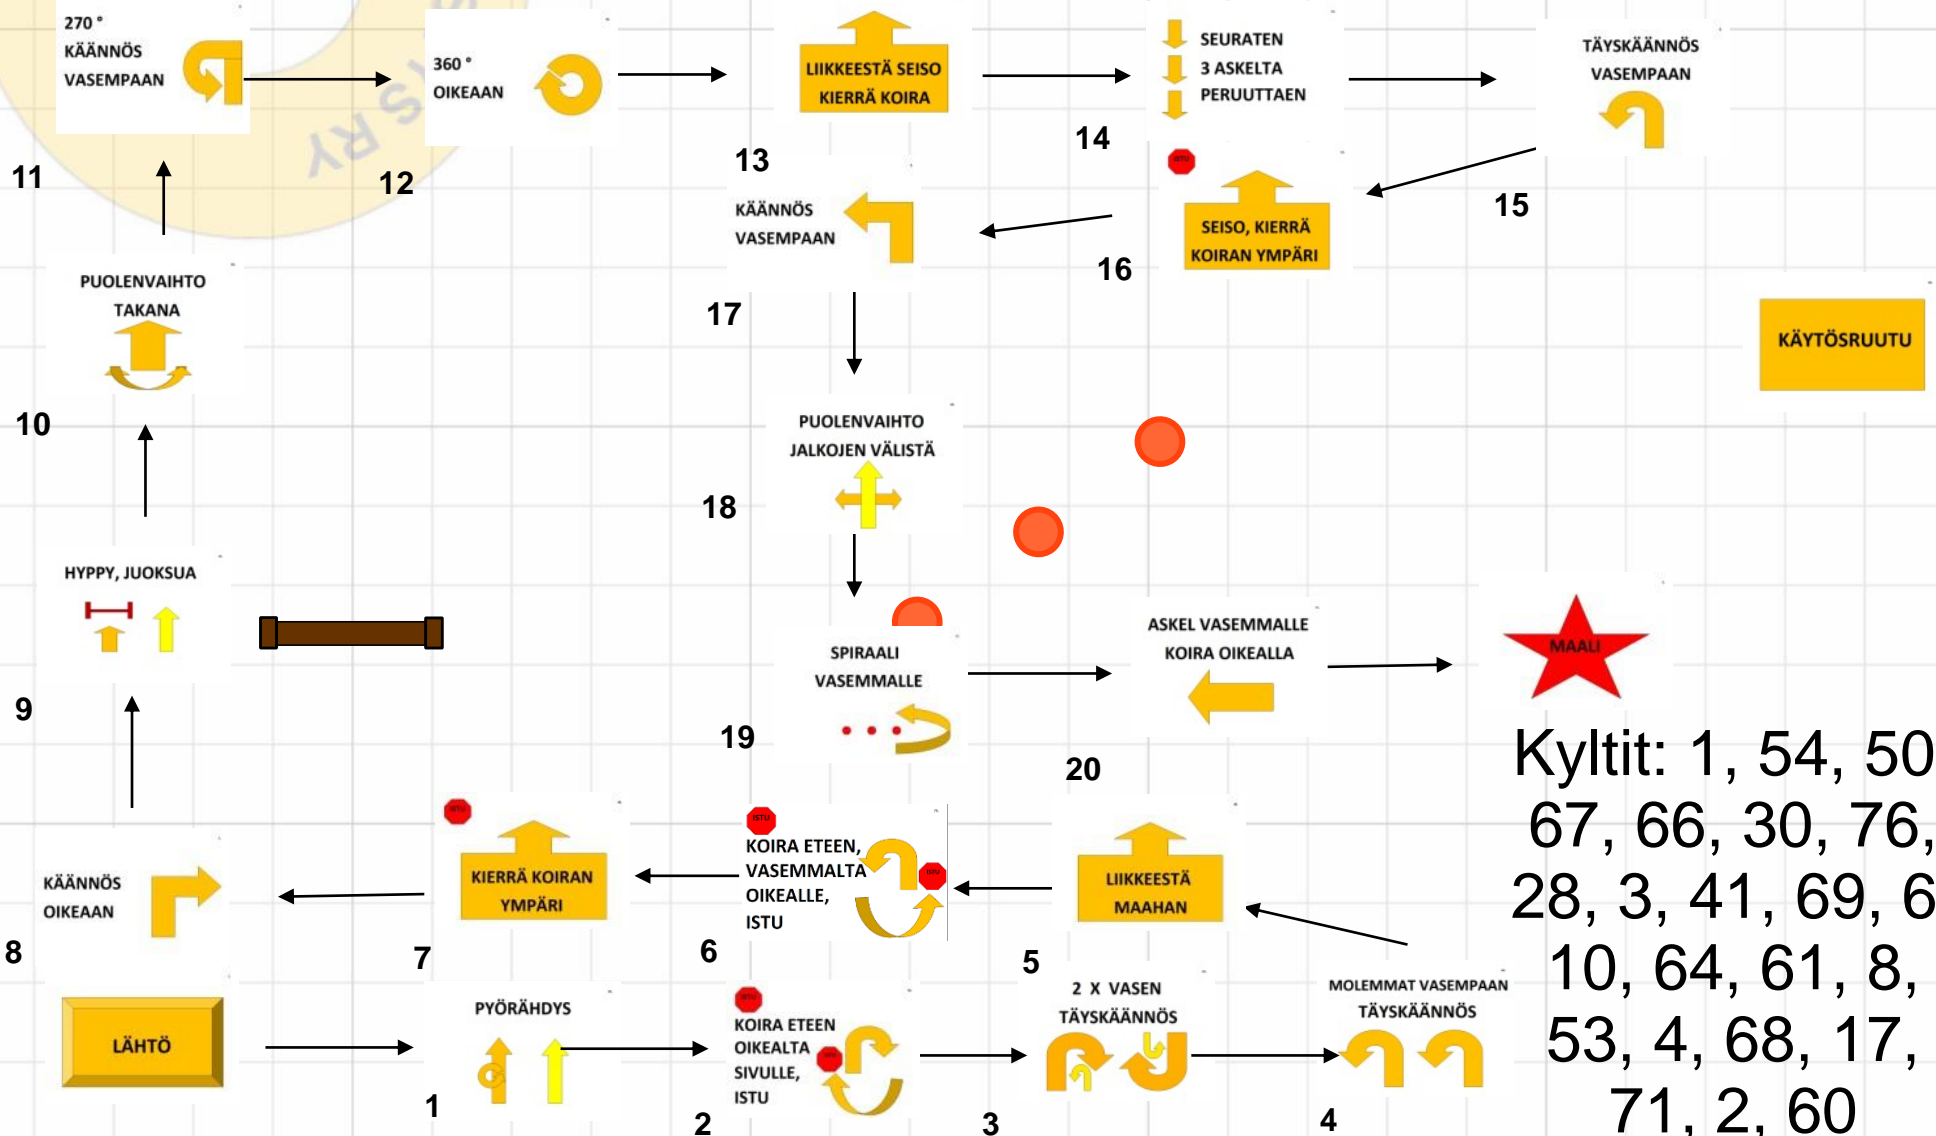 270 °
KÄÄNNÖS
VASEMPAAN
11
360 °
OIKEAAN
12
LIIKKEESTÄ SEISO
KIERRÄ KOIRA
13
SEURATEN
3 ASKELTA
PERUUTTAEN
14
TÄYSKÄÄNNÖS
VASEMPAAN
15
SRY
S
ISTU
SEISO, KIERRÄ
KOIRAN YMPÄRI
16
KÄÄNNÖS
VASEMPAAN
17
PUOLENVAIHTO
TAKANA
10
KÄYTÖSRUUTU
PUOLENVAIHTO
JALKOJEN VÄLISTÄ
18
HYPPY, JUOKSUA
9
SPIRAALI
VASEMMALLE
19
ASKEL VASEMMALLE
KOIRA OIKEALLA
20
MAALI
KÄÄNNÖS
OIKEAAN
8
ISTU
KIERRÄ KOIRAN
YMPÄRI
7
ISTU
KOIRA ETEEN,
VASEMMALTA
OIKEALLE,
ISTU
6
LIIKKEESTÄ
MAAHAN
5
LÄHTÖ
PYÖRÄHDYS
1
ISTU
KOIRA ETEEN
OIKEALTA
SIVULLE,
ISTU
2
2 X VASEN
TÄYSKÄÄNNÖS
3
MOLEMMAT VASEMPAAN
TÄYSKÄÄNNÖS
4
Kyltit: 1, 54, 50
67, 66, 30, 76,
28, 3, 41, 69, 6
10, 64, 61, 8,
53, 4, 68, 17,
71, 2, 60